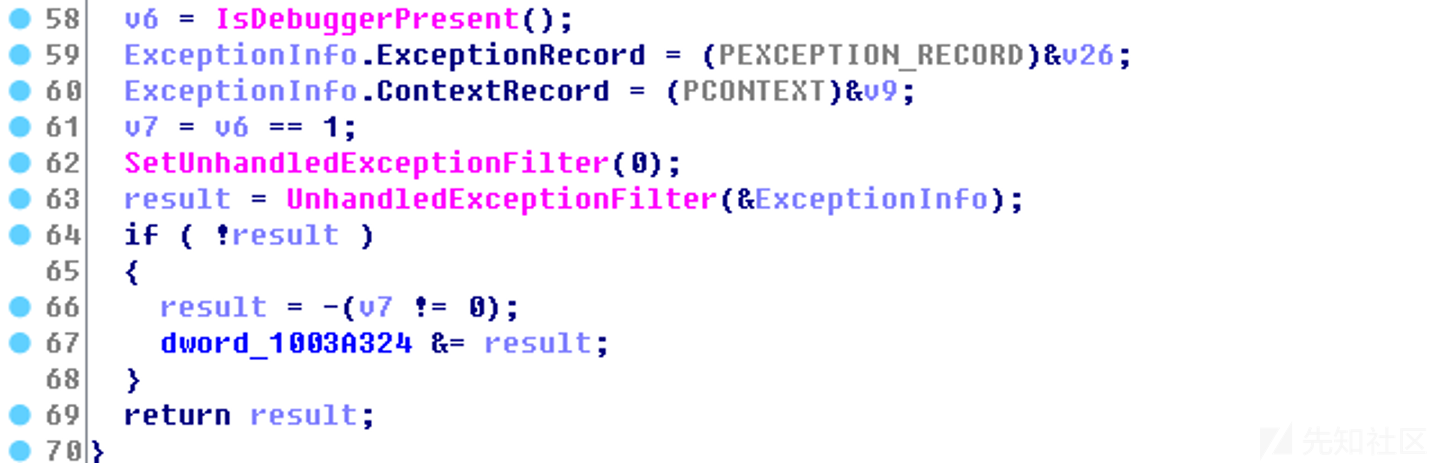 58 v6 = IsDebuggerPresent();
59 ExceptionInfo.ExceptionRecord = (PEXCEPTION_RECORD)&v26;
60 ExceptionInfo.ContextRecord = (PCONTEXT)&v9;
61 v7 = v6 == 1;
62 SetUnhandledExceptionFilter(0);
63 result = UnhandledExceptionFilter(&ExceptionInfo);
64 if ( !result )
65 {
66 result = -(v7 != 0);
67 dword_1003A324 &= result;
68 }
69 return result;
70 }
先知社区